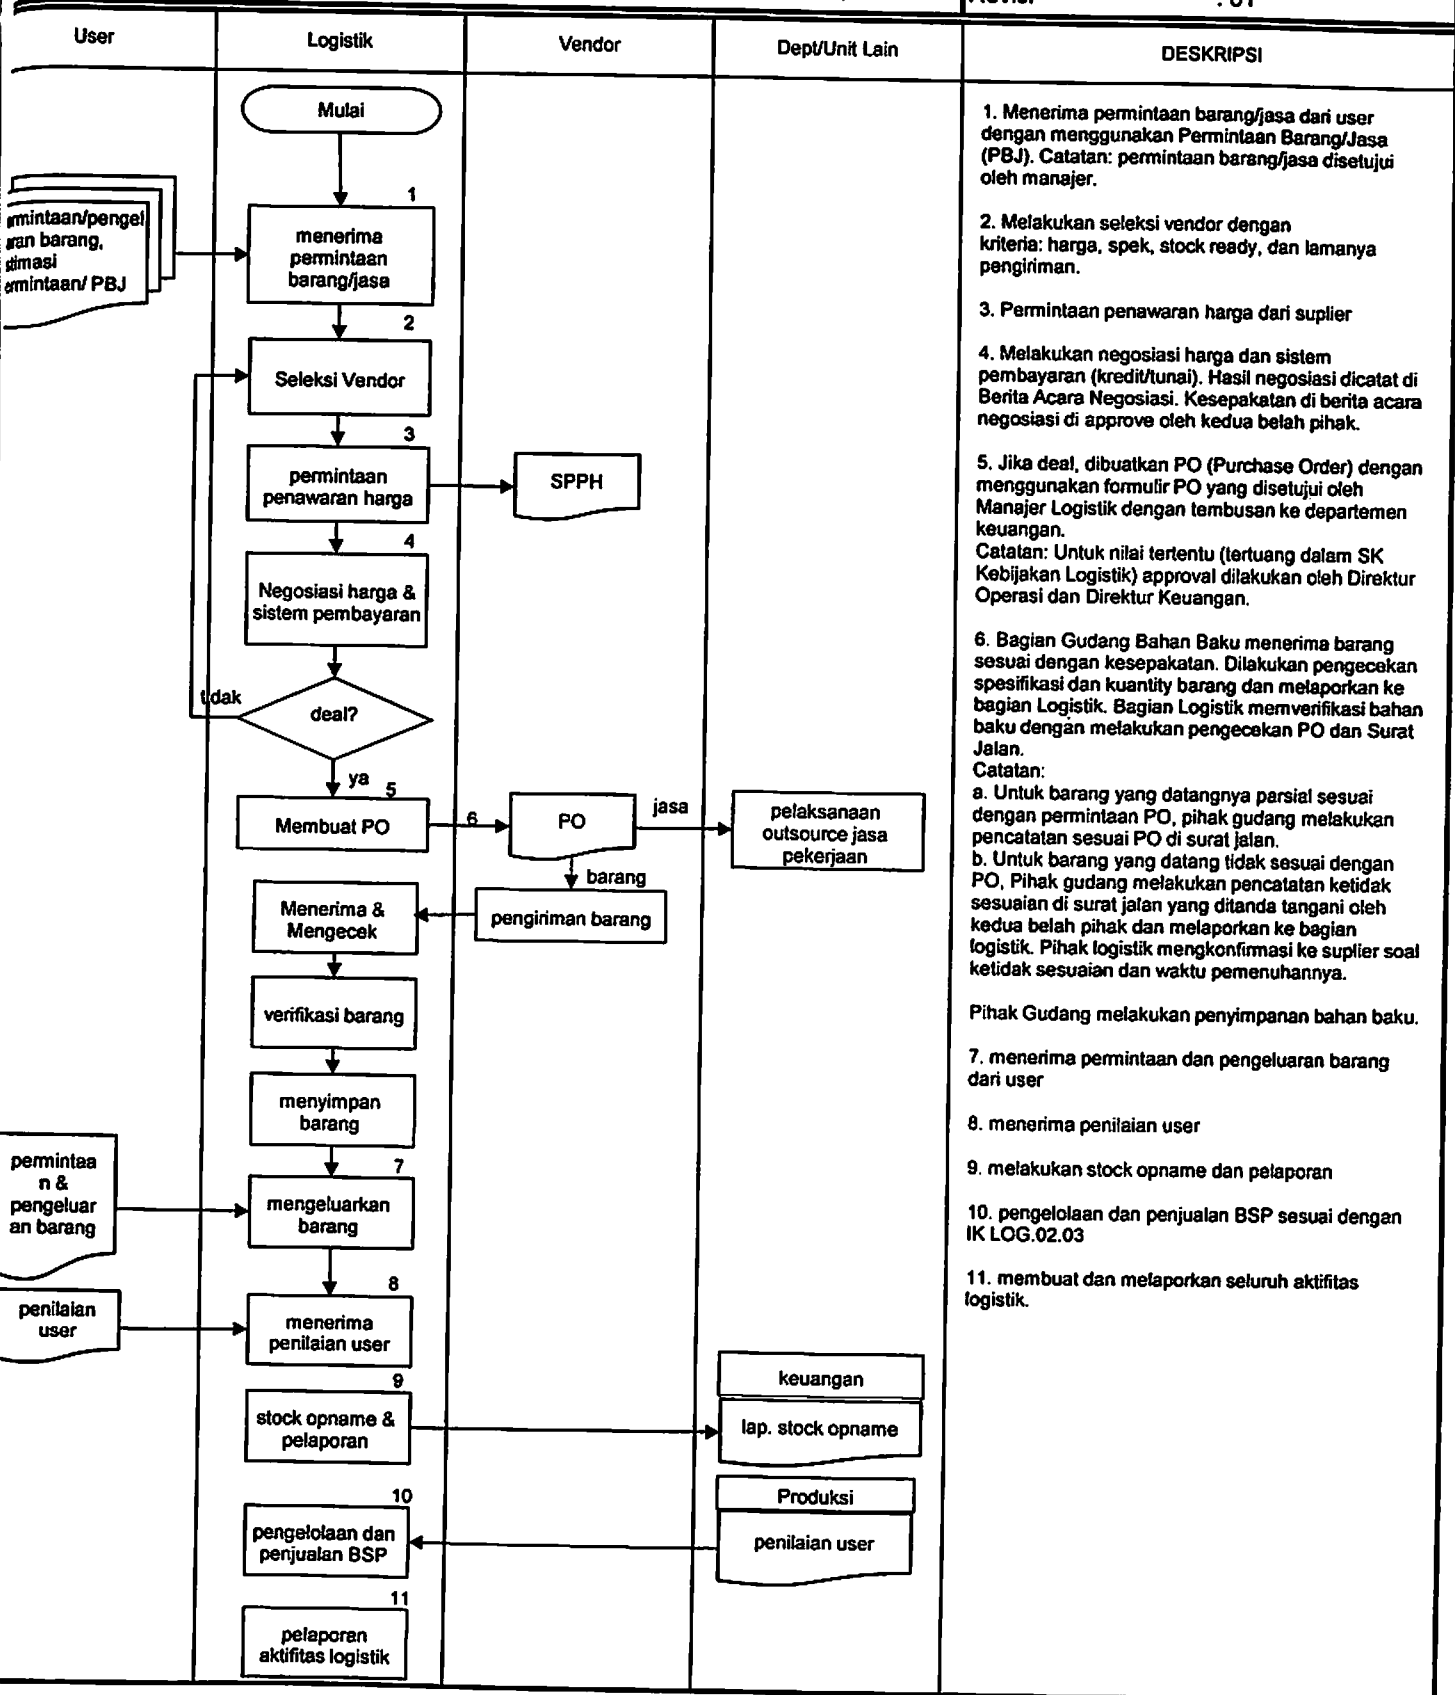 : 01
User
Logistik
Vendor
Dept/Unit Lain
DESKRIPSI
Mulai
1
menerima
permintaan
barang/jasa
barang,
PBJ
2
Seleksi Vendor
3
permintaan
penawaran harga
SPPH
4
Negosiasi harga &
sistem pembayaran
tidak
deal?
ya
5
Membuat PO
6
PO
jasa
pelaksanaan
outsource jasa
pekerjaan
barang
Menerima &
Mengecek
pengiriman barang
verifikasi barang
menyimpan
barang
permintaa
n &
pengeluar
an barang
7
mengeluarkan
barang
8
penilaian
user
menerima
penilaian user
9
stock opname &
pelaporan
keuangan
lap. stock opname
10
pengelolaan dan
penjualan BSP
Produksi
penilaian user
11
pelaporan
aktifitas logistik
1. Menerima permintaan barang/jasa dari user
dengan menggunakan Permintaan Barang/Jasa
(PBJ). Catatan: permintaan barang/jasa disetujui
oleh manajer.
2. Melakukan seleksi vendor dengan
kriteria: harga, spek, stock ready, dan lamanya
pengiriman.
3. Permintaan penawaran harga dari suplier
4. Melakukan negosiasi harga dan sistem
pembayaran (kredit/tunai). Hasil negosiasi dicatat di
Berita Acara Negosiasi. Kesepakatan di berita acara
negosiasi di approve oleh kedua belah pihak.
5. Jika deal, dibuatkan PO (Purchase Order) dengan
menggunakan formulir PO yang disetujui oleh
Manajer Logistik dengan tembusan ke departemen
keuangan.
Catatan: Untuk nilai tertentu (tertuang dalam SK
Kebijakan Logistik) approval dilakukan oleh Direktur
Operasi dan Direktur Keuangan.
6. Bagian Gudang Bahan Baku menerima barang
sesuai dengan kesepakatan. Dilakukan pengecekan
spesifikasi dan kuantity barang dan melaporkan ke
bagian Logistik. Bagian Logistik memverifikasi bahan
baku dengan melakukan pengecekan PO dan Surat
Jalan.
Catatan:
a. Untuk barang yang datangnya parsial sesuai
dengan permintaan PO, pihak gudang melakukan
pencatatan sesuai PO di surat jalan.
b. Untuk barang yang datang tidak sesuai dengan
PO, Pihak gudang melakukan pencatatan ketidak
sesuaian di surat jalan yang ditanda tangani oleh
kedua belah pihak dan melaporkan ke bagian
logistik. Pihak logistik mengkonfirmasi ke suplier soal
ketidak sesuaian dan waktu pemenuhannya.
Pihak Gudang melakukan penyimpanan bahan baku.
7. menerima permintaan dan pengeluaran barang
dari user
8. menerima penilaian user
9. melakukan stock opname dan pelaporan
10. pengelolaan dan penjualan BSP sesuai dengan
IK LOG.02.03
11. membuat dan melaporkan seluruh aktifitas
logistik.